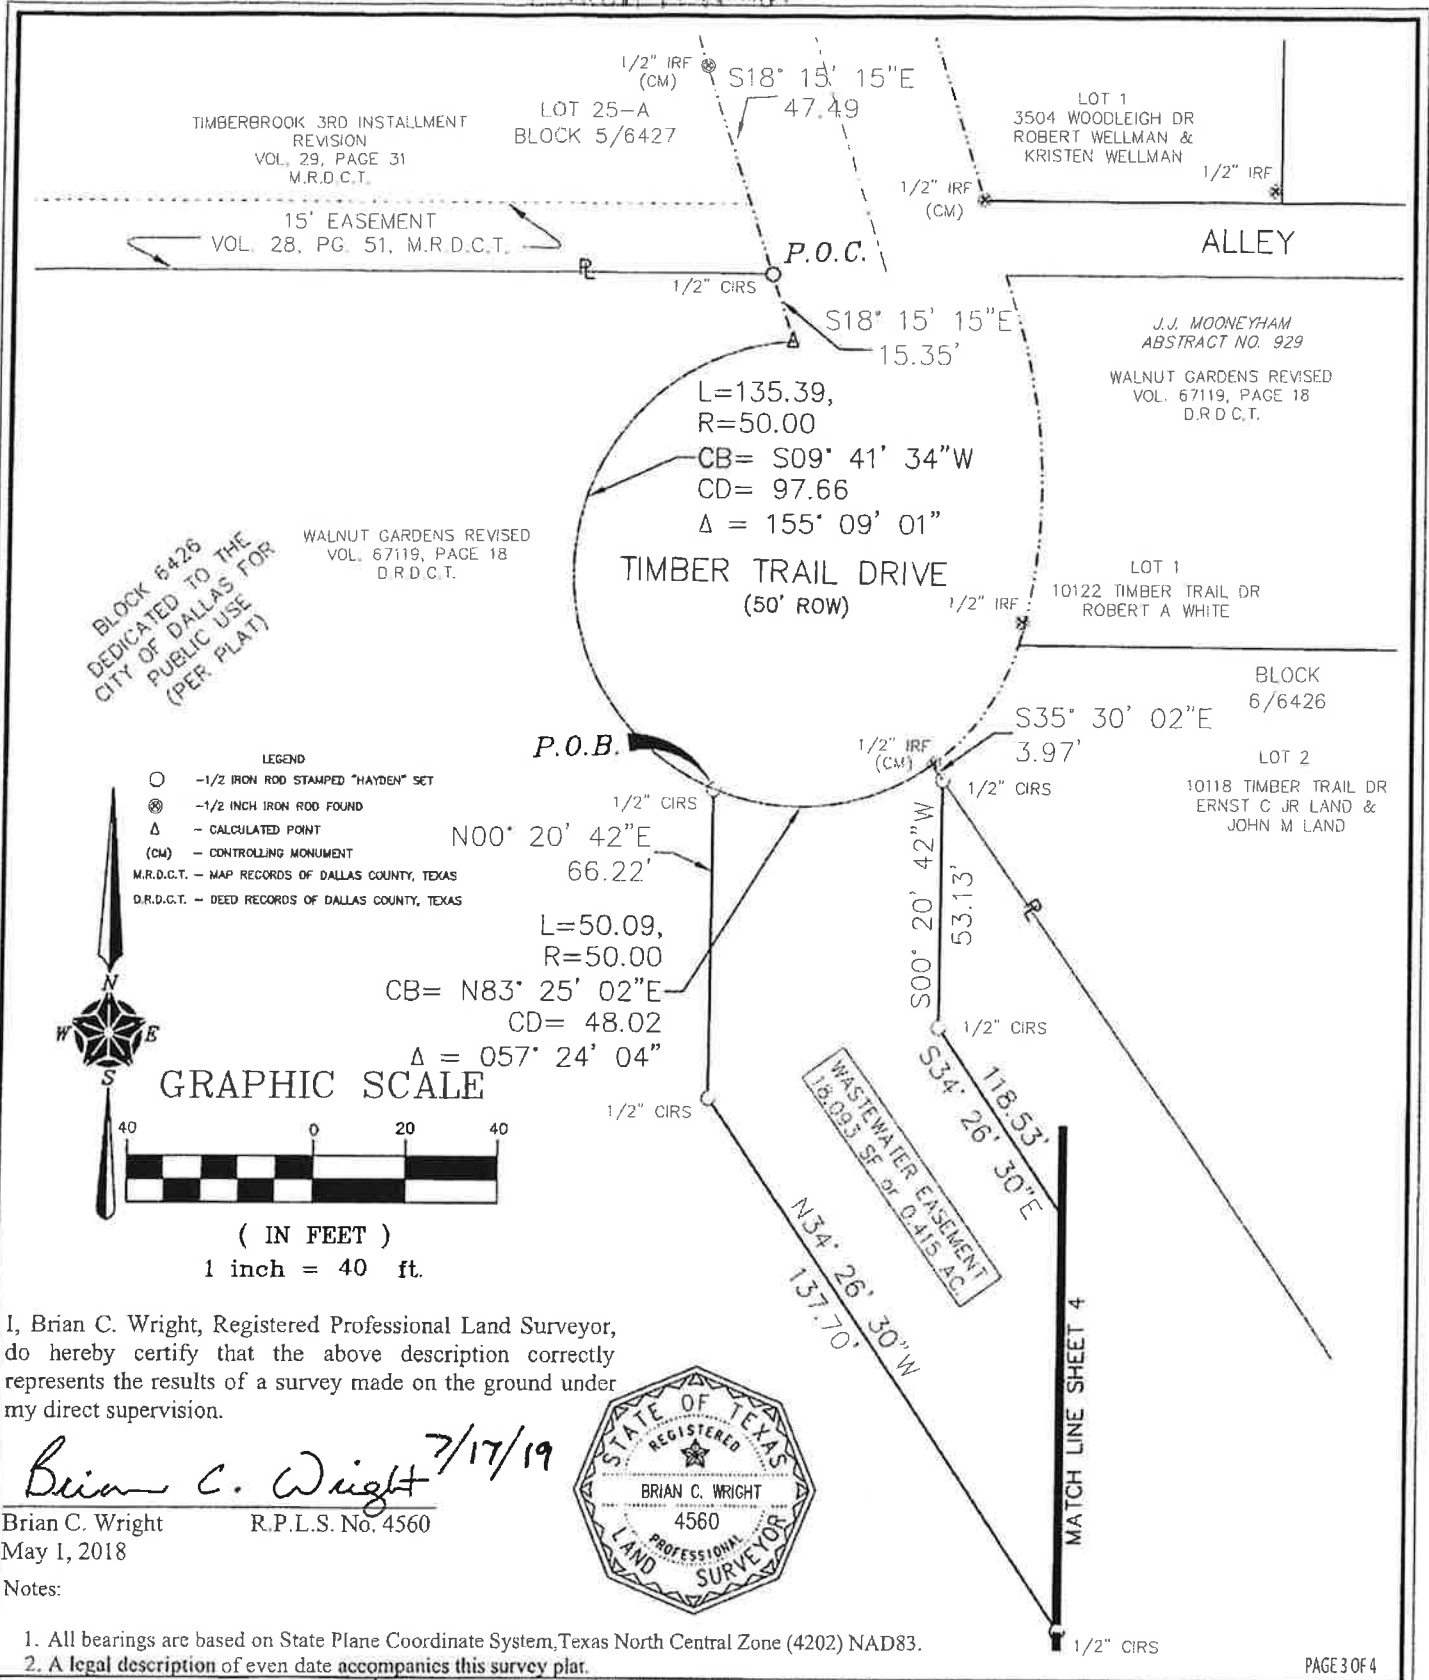 1/2" IRF
(CM)
S18° 15' 15"E
47.49
LOT 25-A
BLOCK 5/6427
TIMBERBROOK 3RD INSTALLMENT
REVISION
VOL. 29, PAGE 31
M.R.D.C.T.
LOT 1
3504 WOODLEIGH DR
ROBERT WELLMAN &
KRISTEN WELLMAN
1/2" IRF
1/2" IRF
(CM)
15' EASEMENT
VOL. 28, PG. 51, M.R.D.C.T.
ALLEY
P.O.C.
PL
1/2" CIRS
S18° 15' 15"E
15.35'
J.J. MOONEYHAM
ABSTRACT NO. 929
WALNUT GARDENS REVISED
VOL. 67119, PAGE 18
D.R.D.C.T.
L=135.39,
R=50.00
CB= S09° 41' 34"W
CD= 97.66
Δ = 155° 09' 01"
WALNUT GARDENS REVISED
VOL. 67119, PAGE 18
D.R.D.C.T.
TIMBER TRAIL DRIVE
(50' ROW)
BLOCK 6426
DEDICATED TO THE
CITY OF DALLAS FOR
PUBLIC USE
(PER PLAT)
1/2" IRF
LOT 1
10122 TIMBER TRAIL DR
ROBERT A WHITE
BLOCK
6/6426
S35° 30' 02"E
3.97'
P.O.B.
1/2" IRF
(CM)
LOT 2
10118 TIMBER TRAIL DR
ERNST C JR LAND &
JOHN M LAND
1/2" CIRS
1/2" CIRS
LEGEND
-1/2 IRON ROD STAMPED "HAYDEN" SET
-1/2 INCH IRON ROD FOUND
Δ - CALCULATED POINT
(CM) - CONTROLLING MONUMENT
M.R.D.C.T. - MAP RECORDS OF DALLAS COUNTY, TEXAS
D.R.D.C.T. - DEED RECORDS OF DALLAS COUNTY, TEXAS
N00° 20' 42"E
66.22'
S00° 20' 42"W
53.13'
PL
L=50.09,
R=50.00
CB= N83° 25' 02"E
CD= 48.02
Δ = 057° 24' 04"
N
W E
S
1/2" CIRS
118.53'
S34° 26' 30"E
GRAPHIC SCALE
40 0 20 40
( IN FEET )
1 inch = 40 ft.
1/2" CIRS
WASTEWATER EASEMENT
18,093 SF or 0.415 AC.
N34° 26' 30"W
137.70'
MATCH LINE SHEET 4
I, Brian C. Wright, Registered Professional Land Surveyor,
do hereby certify that the above description correctly
represents the results of a survey made on the ground under
my direct supervision.
Brian C. Wright 7/17/19
Brian C. Wright R.P.L.S. No. 4560
May 1, 2018
STATE OF TEXAS
REGISTERED
BRIAN C. WRIGHT
4560
PROFESSIONAL
LAND SURVEYOR
Notes:
1. All bearings are based on State Plane Coordinate System,Texas North Central Zone (4202) NAD83.
2. A legal description of even date accompanies this survey plat.
1/2" CIRS
PAGE 3 OF 4